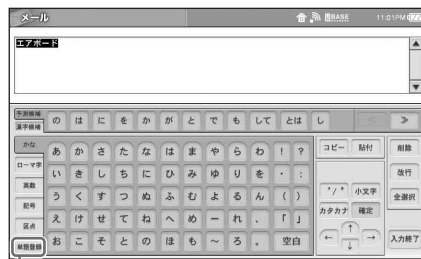 メール BASE 11:01PM
エアボード
予測候補
漢字候補
の は に を か が と で も して とは し
かな
ローマ字
英数
記号
区点
単語登録
あ か さ た な は ま や ら わ ! ?
い き し ち に ひ み ゆ り を ・ :
う く す つ ぬ ふ む よ る ん ( )
え け せ て ね へ め ー れ 、 「 」
お こ そ と の ほ も ~ ろ 。 空白
コピー 貼付
゛/゜ 小文字
カタカナ 確定
↑
← ↓ →
削除
改行
全選択
入力終了